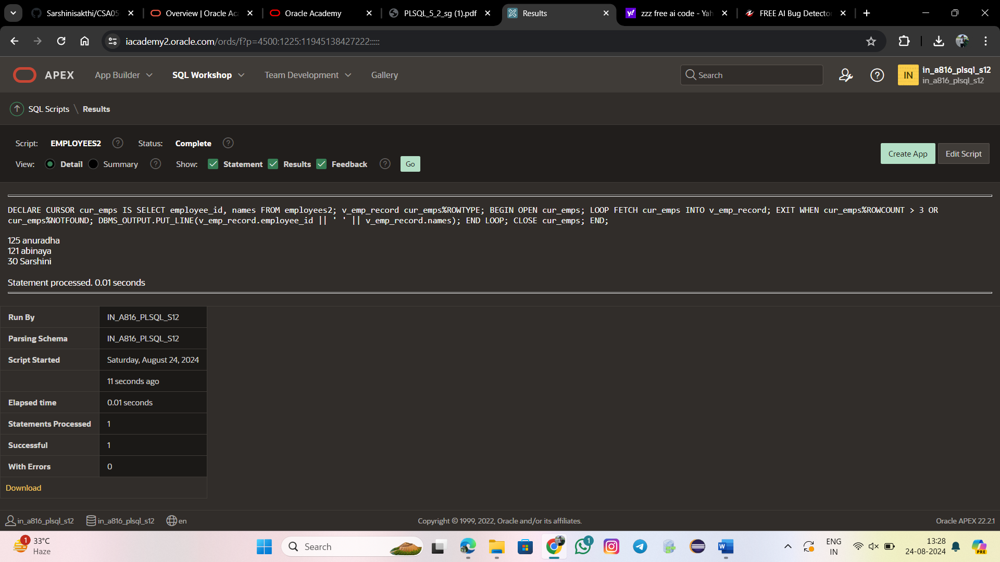 Sarshinisakthi/CSA05
Overview | Oracle Aca
Oracle Academy
PLSQL_5_2_sg (1).pdf
Results
zzz free ai code - Yah
FREE AI Bug Detecto
iacademy2.oracle.com/ords/f?p=4500:1225:11945138427222:::::
APEX
App Builder
SQL Workshop
Team Development
Gallery
Search
IN
in_a816_plsql_s12
in_a816_plsql_s12
SQL Scripts \ Results
Script: EMPLOYEES2 Status: Complete
View: Detail Summary Show: Statement Results Feedback Go
Create App
Edit Script
DECLARE CURSOR cur_emps IS SELECT employee_id, names FROM employees2; v_emp_record cur_emps%ROWTYPE; BEGIN OPEN cur_emps; LOOP FETCH cur_emps INTO v_emp_record; EXIT WHEN cur_emps%ROWCOUNT > 3 OR
cur_emps%NOTFOUND; DBMS_OUTPUT.PUT_LINE(v_emp_record.employee_id || ' ' || v_emp_record.names); END LOOP; CLOSE cur_emps; END;
125 anuradha
121 abinaya
30 Sarshini
Statement processed. 0.01 seconds
Run By IN_A816_PLSQL_S12
Parsing Schema IN_A816_PLSQL_S12
Script Started Saturday, August 24, 2024
11 seconds ago
Elapsed time 0.01 seconds
Statements Processed 1
Successful 1
With Errors 0
Download
in_a816_plsql_s12
in_a816_plsql_s12
en
Copyright © 1999, 2022, Oracle and/or its affiliates.
Oracle APEX 22.2.1
1
33°C
Haze
Search
1
ENG
IN
13:28
24-08-2024
PRE